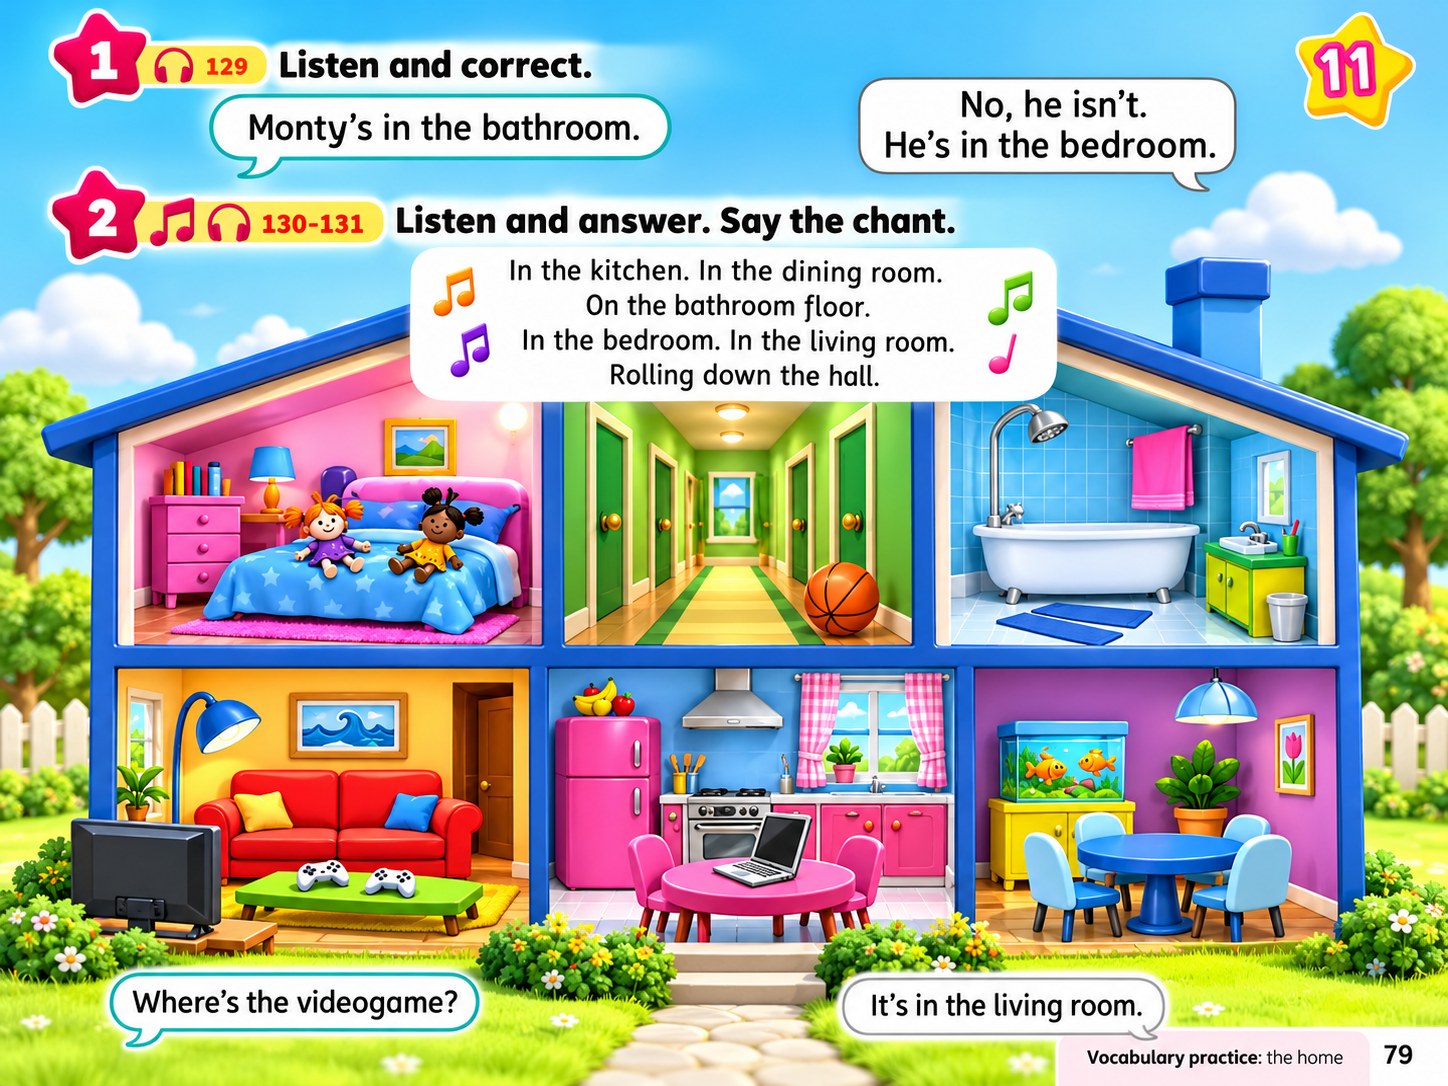 1 129 Listen and correct.
11
Monty's in the bathroom.
No, he isn't.
He's in the bedroom.
2 130-131 Listen and answer. Say the chant.
In the kitchen. In the dining room.
On the bathroom floor.
In the bedroom. In the living room.
Rolling down the hall.
Where's the videogame?
It's in the living room.
Vocabulary practice: the home 79